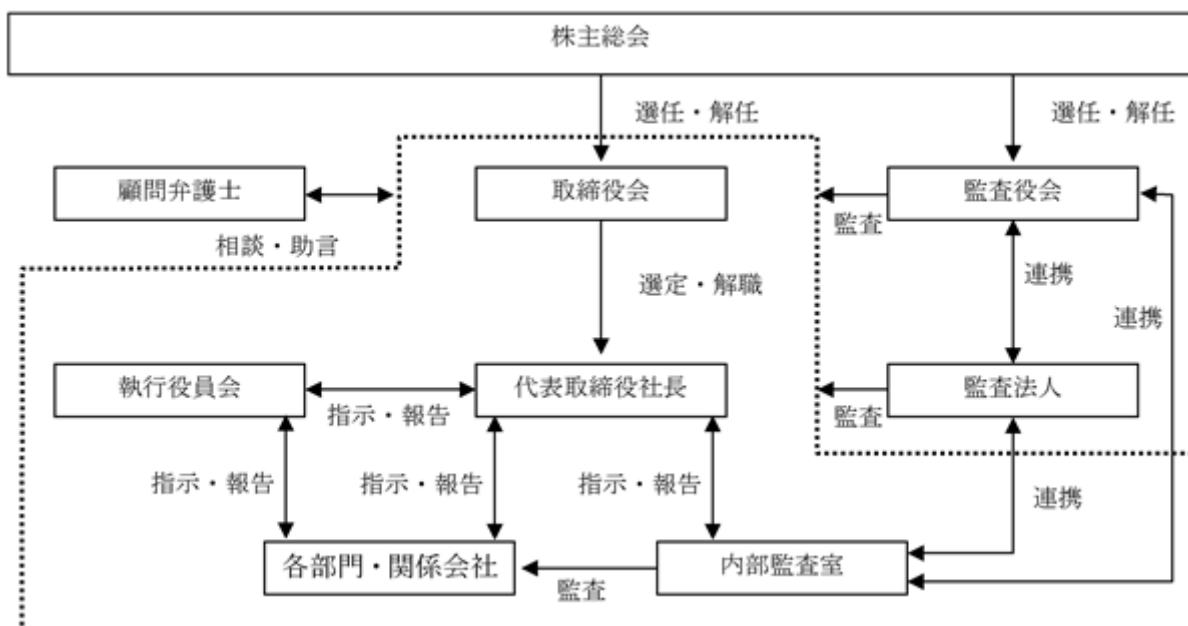 株主総会
選任・解任
選任・解任
顧問弁護士
取締役会
監査役会
監査
相談・助言
選定・解職
連携
連携
執行役員会
代表取締役社長
監査法人
指示・報告
監査
指示・報告
指示・報告
指示・報告
連携
各部門・関係会社
内部監査室
監査